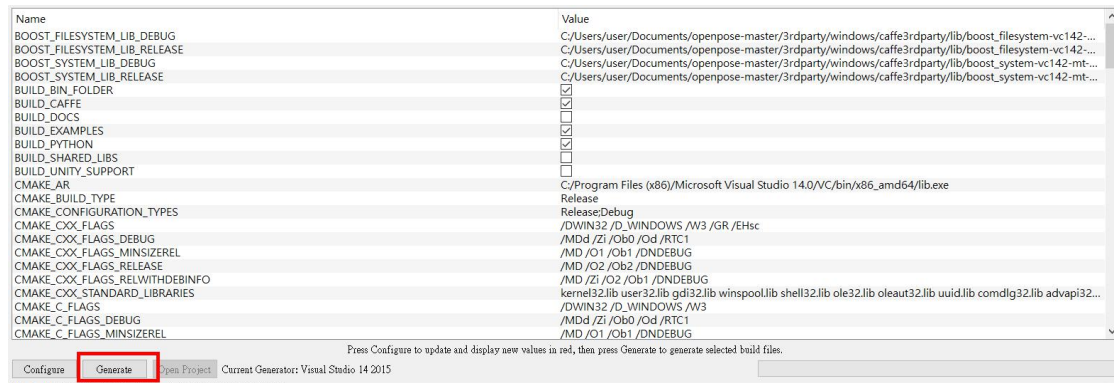 Name Value
BOOST_FILESYSTEM_LIB_DEBUG C:/Users/user/Documents/openpose-master/3rdparty/windows/caffe3rdparty/lib/boost_filesystem-vc142-...
BOOST_FILESYSTEM_LIB_RELEASE C:/Users/user/Documents/openpose-master/3rdparty/windows/caffe3rdparty/lib/boost_filesystem-vc142-...
BOOST_SYSTEM_LIB_DEBUG C:/Users/user/Documents/openpose-master/3rdparty/windows/caffe3rdparty/lib/boost_system-vc142-mt-...
BOOST_SYSTEM_LIB_RELEASE C:/Users/user/Documents/openpose-master/3rdparty/windows/caffe3rdparty/lib/boost_system-vc142-mt-...
BUILD_BIN_FOLDER
BUILD_CAFFE
BUILD_DOCS
BUILD_EXAMPLES
BUILD_PYTHON
BUILD_SHARED_LIBS
BUILD_UNITY_SUPPORT
CMAKE_AR C:/Program Files (x86)/Microsoft Visual Studio 14.0/VC/bin/x86_amd64/lib.exe
CMAKE_BUILD_TYPE Release
CMAKE_CONFIGURATION_TYPES Release;Debug
CMAKE_CXX_FLAGS /DWIN32 /D_WINDOWS /W3 /GR /EHsc
CMAKE_CXX_FLAGS_DEBUG /MDd /Zi /Ob0 /Od /RTC1
CMAKE_CXX_FLAGS_MINSIZEREL /MD /O1 /Ob1 /DNDEBUG
CMAKE_CXX_FLAGS_RELEASE /MD /O2 /Ob2 /DNDEBUG
CMAKE_CXX_FLAGS_RELWITHDEBINFO /MD /Zi /O2 /Ob1 /DNDEBUG
CMAKE_CXX_STANDARD_LIBRARIES kernel32.lib user32.lib gdi32.lib winspool.lib shell32.lib ole32.lib oleaut32.lib uuid.lib comdlg32.lib advapi32...
CMAKE_C_FLAGS /DWIN32 /D_WINDOWS /W3
CMAKE_C_FLAGS_DEBUG /MDd /Zi /Ob0 /Od /RTC1
CMAKE_C_FLAGS_MINSIZEREL /MD /O1 /Ob1 /DNDEBUG
Press Configure to update and display new values in red, then press Generate to generate selected build files.
Configure Generate Open Project Current Generator: Visual Studio 14 2015